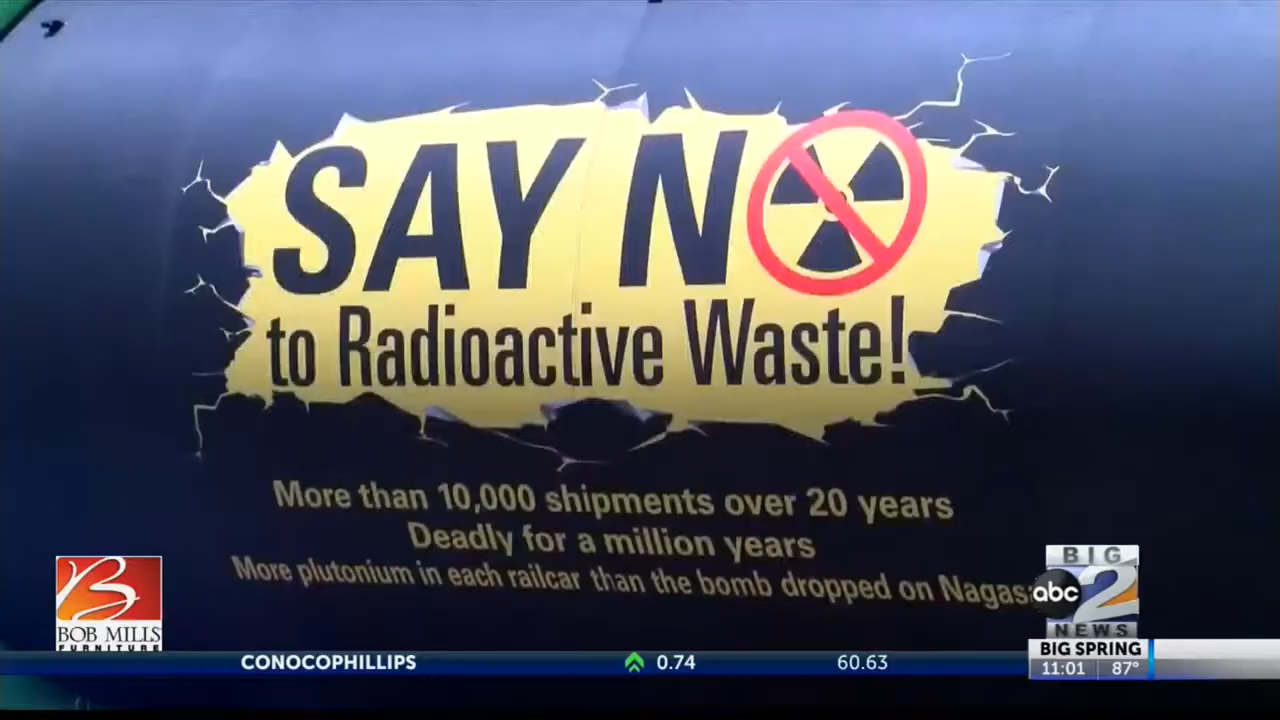 SAY NO
to Radioactive Waste!
More than 10,000 shipments over 20 years
Deadly for a million years
More plutonium in each railcar than the bomb dropped on
B
BOB MILLS
FURNITURE
BIG
abc 2
NEWS
CONOCOPHILLIPS 0.74 60.63
BIG SPRING
11:01 87°